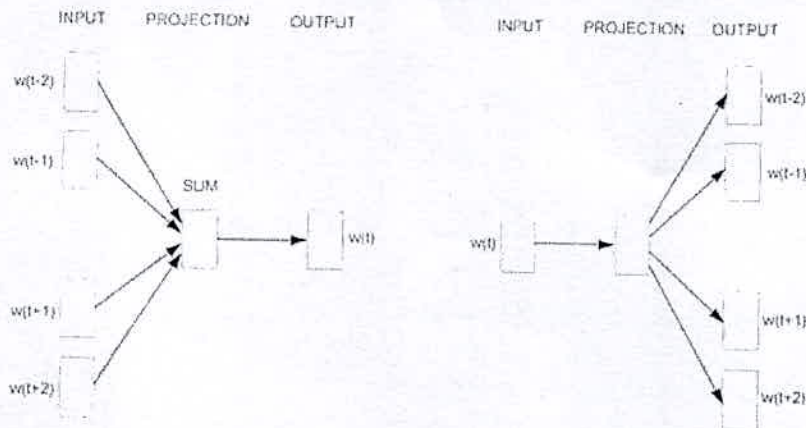 INPUT PROJECTION OUTPUT
w(t-2)
w(t-1)
SUM
w(t)
w(t+1)
w(t+2)
INPUT PROJECTION OUTPUT
w(t-2)
w(t-1)
w(t)
w(t+1)
w(t+2)